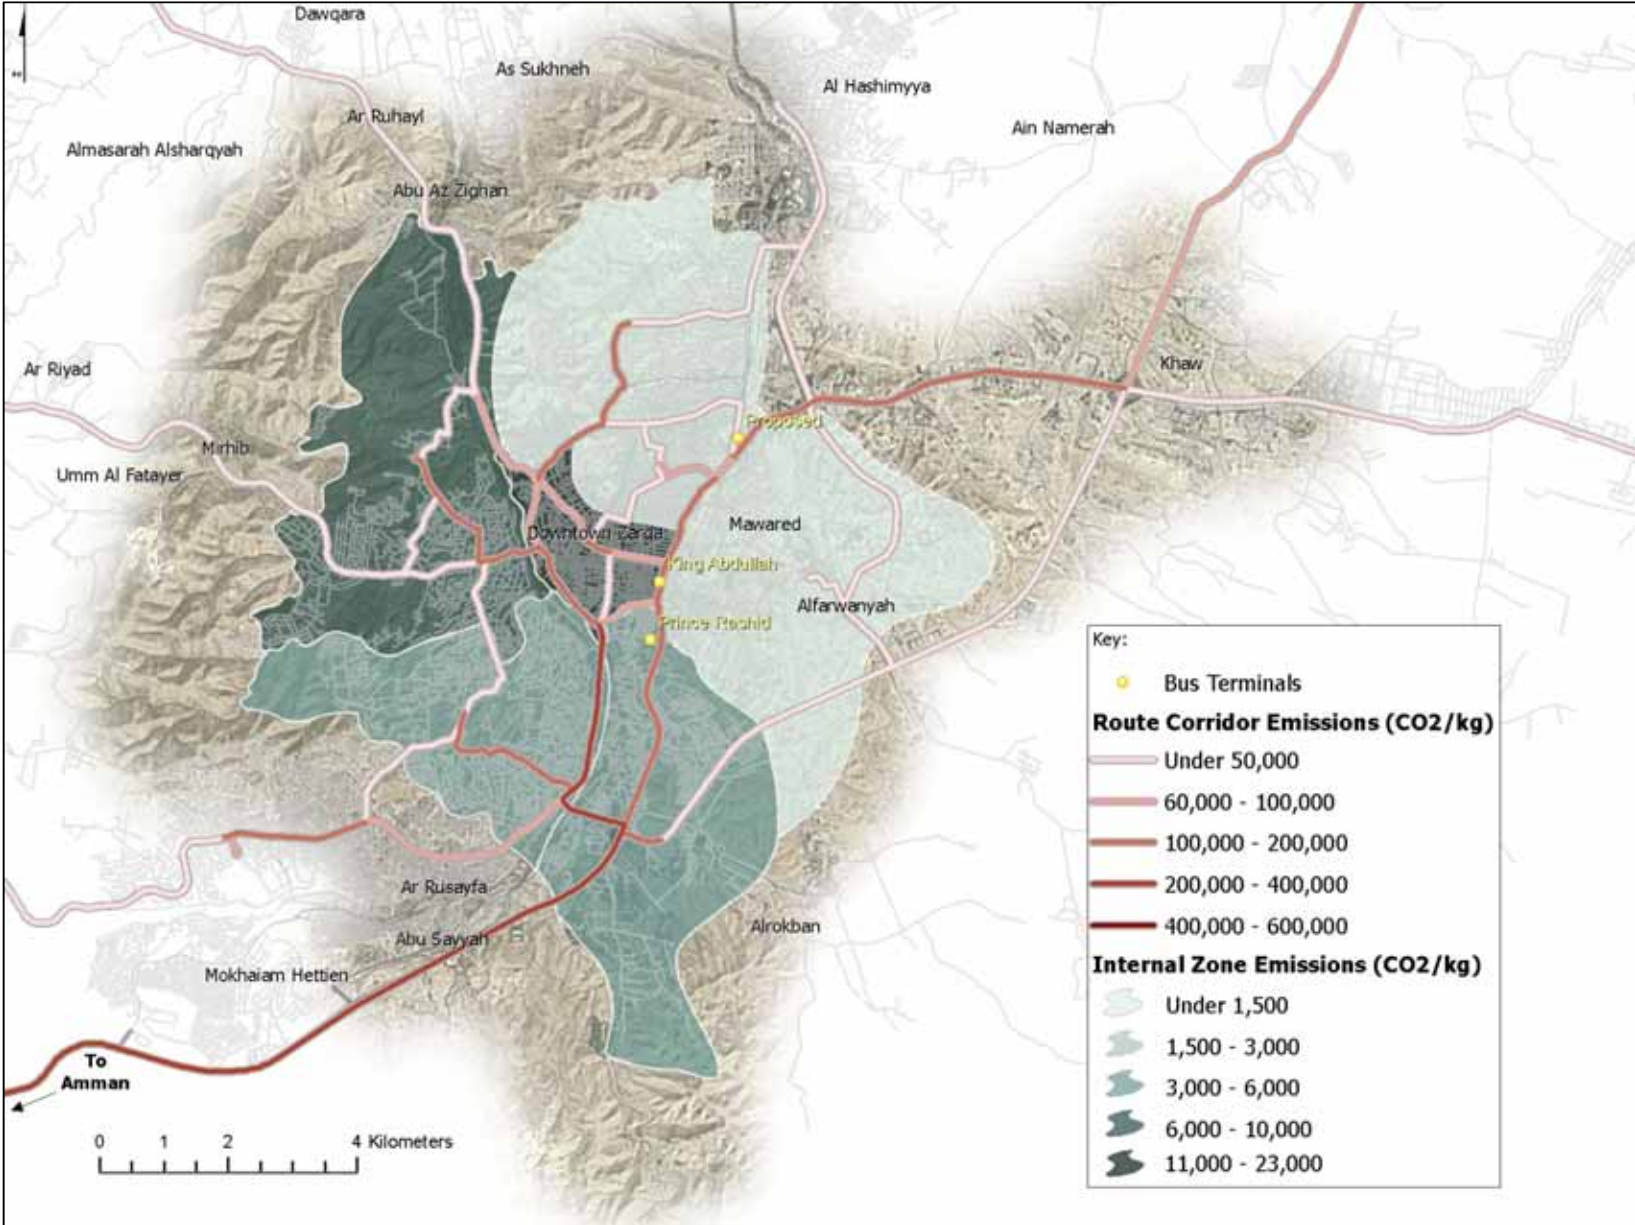 Dawqara
As Sukhneh
Al Hashimyya
Ar Ruhayl
Ain Namerah
Almasarah Alsharqyah
Abu Az Zighan
Ar Riyad
Khaw
Proposed
Mirhib
Umm Al Fatayer
Mawared
Downtown Zarqa
King Abdullah
Alfarwanyah
Prince Rashid
Ar Rusayfa
Alrokban
Abu Sayyah
Mokhaiam Hettien
To
Amman
0 1 2 4 Kilometers
Key:
Bus Terminals
Route Corridor Emissions (CO2/kg)
Under 50,000
60,000 - 100,000
100,000 - 200,000
200,000 - 400,000
400,000 - 600,000
Internal Zone Emissions (CO2/kg)
Under 1,500
1,500 - 3,000
3,000 - 6,000
6,000 - 10,000
11,000 - 23,000